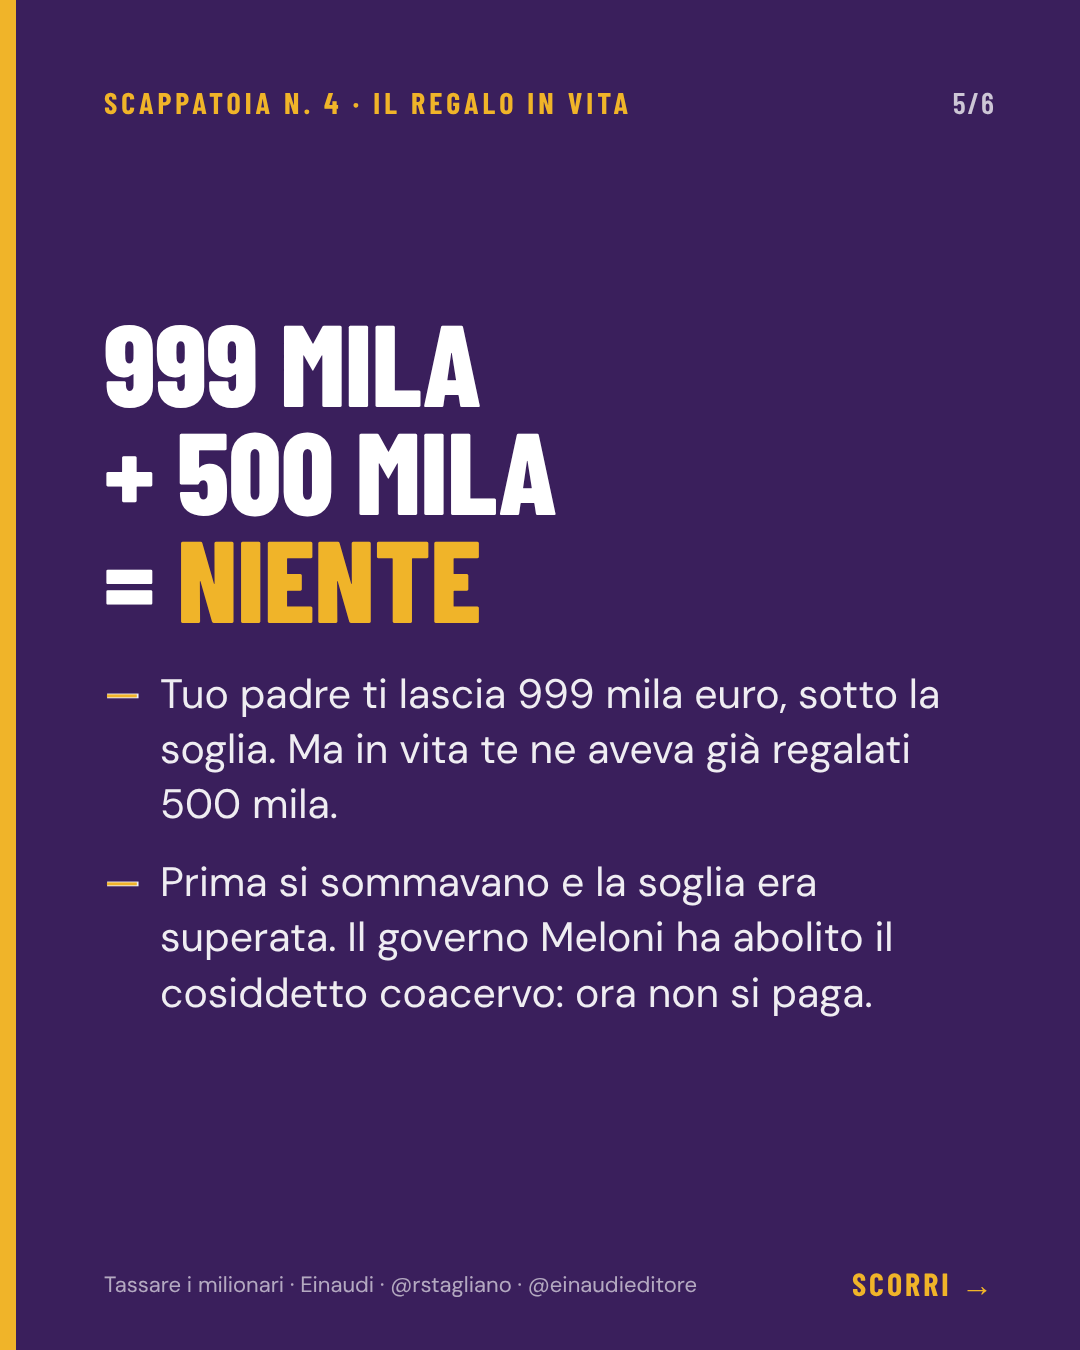 SCAPPATOIA N. 4 · IL REGALO IN VITA
5/6
999 MILA
+ 500 MILA
= NIENTE
— Tuo padre ti lascia 999 mila euro, sotto la
soglia. Ma in vita te ne aveva già regalati
500 mila.
— Prima si sommavano e la soglia era
superata. Il governo Meloni ha abolito il
cosiddetto coacervo: ora non si paga.
Tassare i milionari · Einaudi · @rstagliano · @einaudieditore
SCORRI →